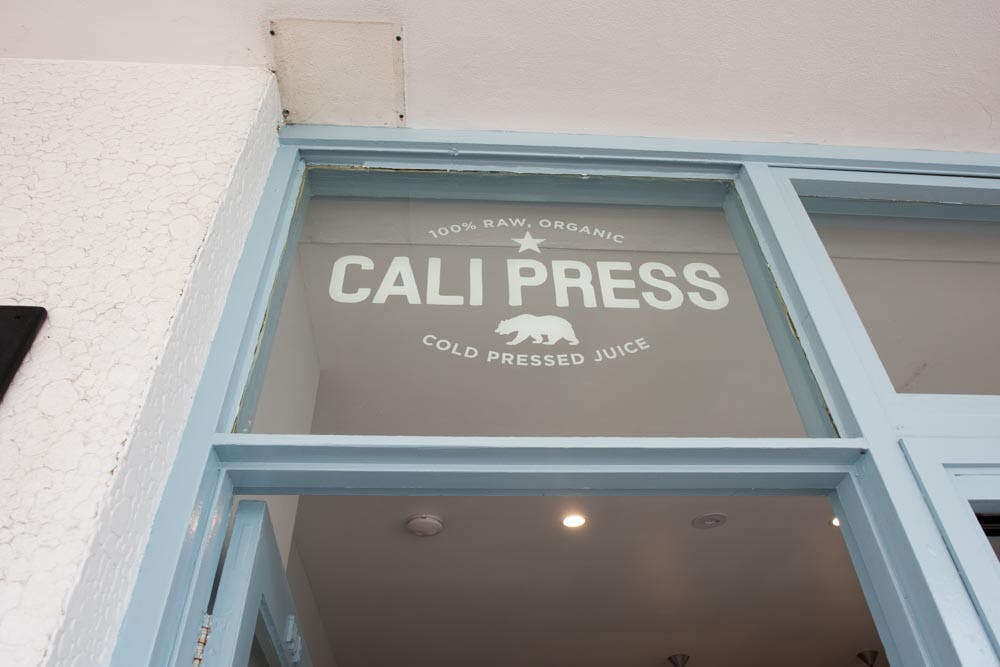 100% RAW, ORGANIC
CALI PRESS
COLD PRESSED JUICE